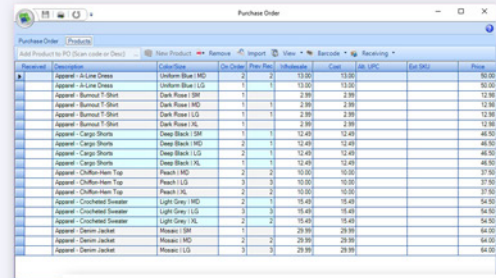 Purchase Order
Purchase Order Products
Add Product to PO (Scan code or Desc) ... New Product Remove Import View Barcode Receiving
Received Description Color/Size On Order Prev Rec Wholesale Cost Alt. UPC Ext SKU Price
Apparel - A-Line Dress Uniform Blue | MD 2 2 13.00 13.00 50.00
Apparel - A-Line Dress Uniform Blue | LG 1 1 13.00 13.00 50.00
Apparel - Burnout T-Shirt Dark Rose | SM 1 2.99 2.99 12.98
Apparel - Burnout T-Shirt Dark Rose | MD 1 1 2.99 2.99 12.98
Apparel - Burnout T-Shirt Dark Rose | LG 1 1 2.99 2.99 12.98
Apparel - Burnout T-Shirt Dark Rose | XL 1 2.99 2.99 12.98
Apparel - Cargo Shorts Deep Black | SM 1 1 12.49 12.49 46.50
Apparel - Cargo Shorts Deep Black | MD 2 1 12.49 12.49 46.50
Apparel - Cargo Shorts Deep Black | LG 2 1 12.49 12.49 46.50
Apparel - Cargo Shorts Deep Black | XL 1 1 12.49 12.49 46.50
Apparel - Chiffon-Hem Top Peach | MD 2 2 10.00 10.00 37.50
Apparel - Chiffon-Hem Top Peach | LG 3 3 10.00 10.00 37.50
Apparel - Chiffon-Hem Top Peach | XL 2 2 10.00 10.00 37.50
Apparel - Crocheted Sweater Light Grey | MD 2 1 15.49 15.49 54.50
Apparel - Crocheted Sweater Light Grey | LG 3 3 15.49 15.49 54.50
Apparel - Crocheted Sweater Light Grey | XL 2 2 15.49 15.49 54.50
Apparel - Denim Jacket Mosaic | SM 1 29.99 29.99 64.00
Apparel - Denim Jacket Mosaic | MD 2 2 29.99 29.99 64.00
Apparel - Denim Jacket Mosaic | LG 3 3 29.99 29.99 64.00